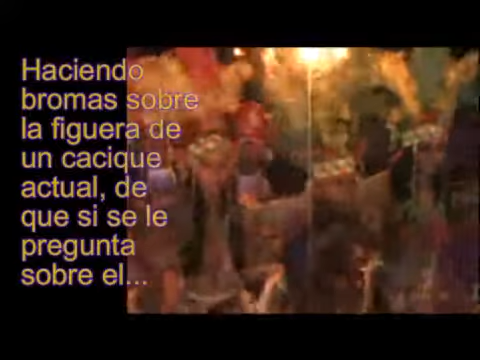 Haciendo
bromas sobre
la figuera de
un cacique
actual, de
que si se le
pregunta
sobre el...